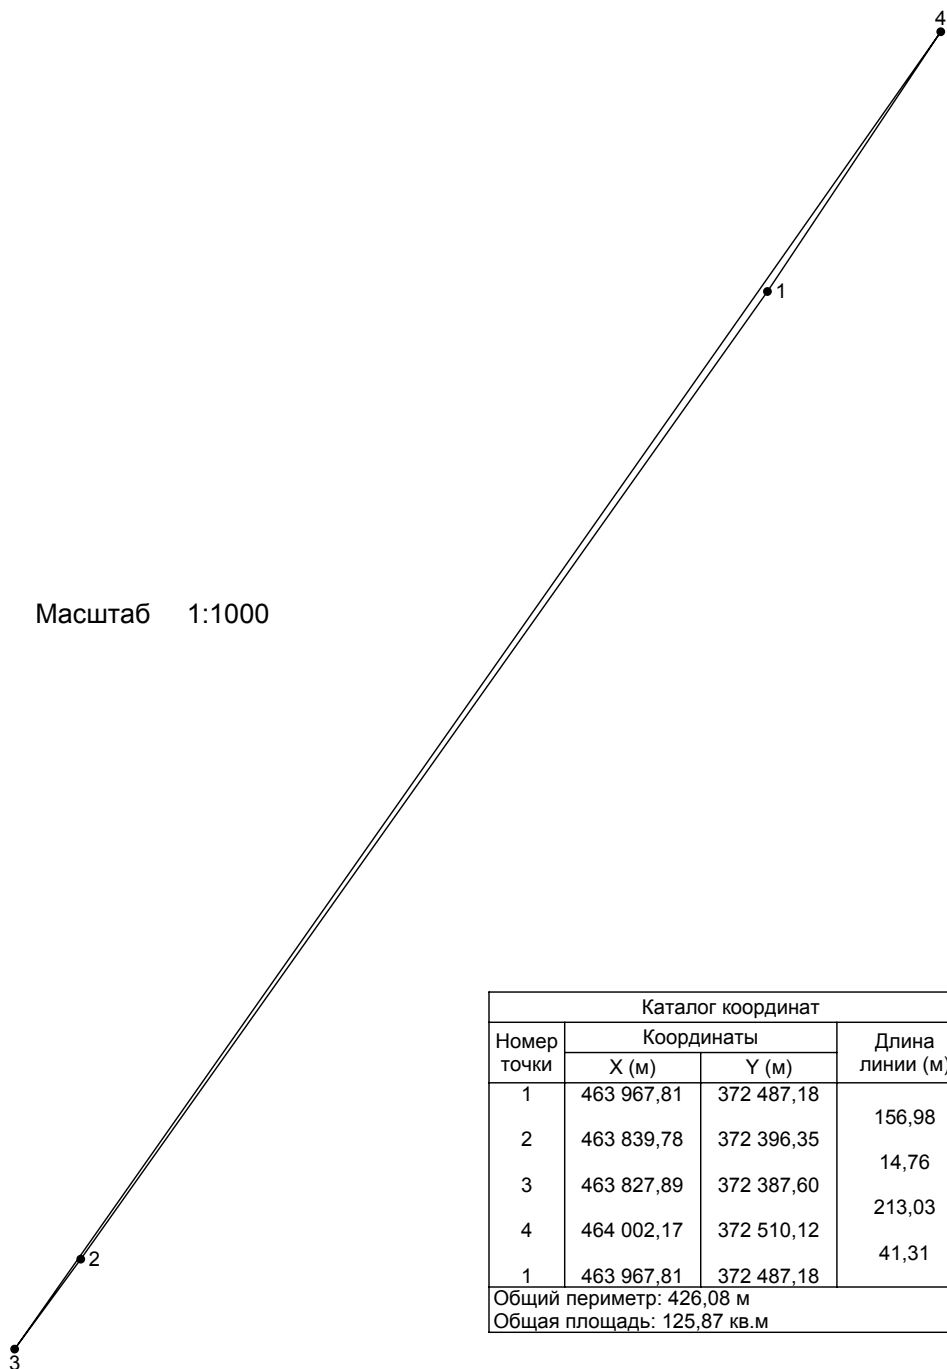 4
1
Масштаб 1:1000
2
3
Каталог координат
Номер точки
Координаты
Длина линии (м)
X (м) Y (м)
1 463 967,81 372 487,18
156,98
2 463 839,78 372 396,35
14,76
3 463 827,89 372 387,60
213,03
4 464 002,17 372 510,12
41,31
1 463 967,81 372 487,18
Общий периметр: 426,08 м
Общая площадь: 125,87 кв.м